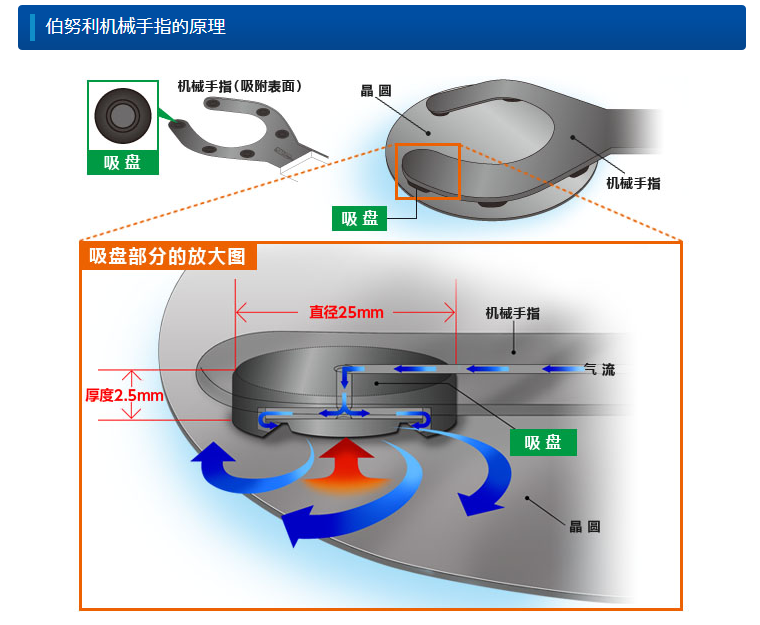 伯努利机械手指的原理
机械手指(吸附表面)
吸盘
晶圆
机械手指
吸盘
吸盘部分的放大图
直径25mm
机械手指
气流
厚度2.5mm
吸盘
晶圆